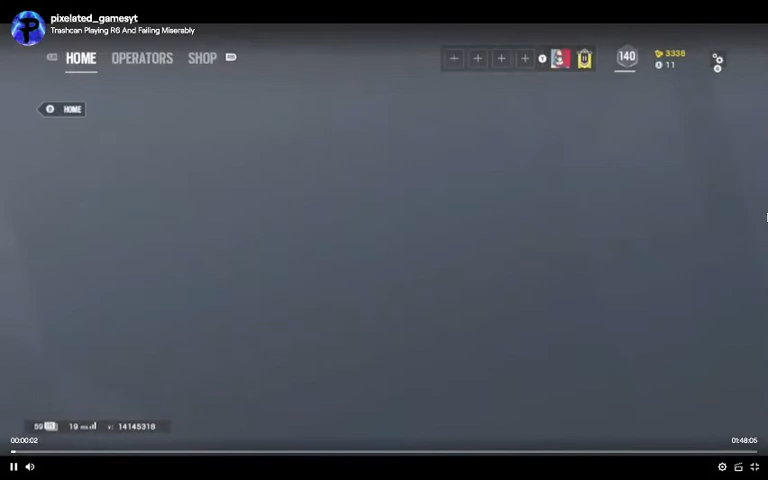 pixelated_gamesyt
Trashcan Playing R6 And Failing Miserably
HOME OPERATORS SHOP
140
3338
11
HOME
59 19 ms v: 14145318
00:00:02
01:48:05